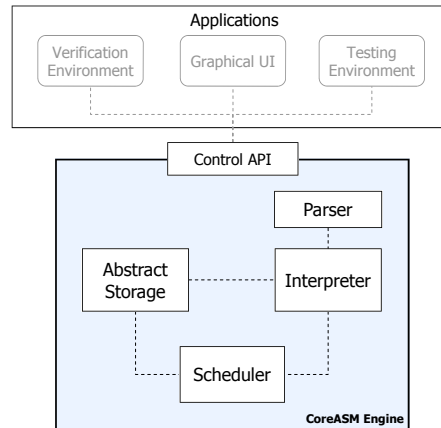 Applications
Verification
Environment
Graphical UI
Testing
Environment
Control API
Parser
Abstract
Storage
Interpreter
Scheduler
CoreASM Engine